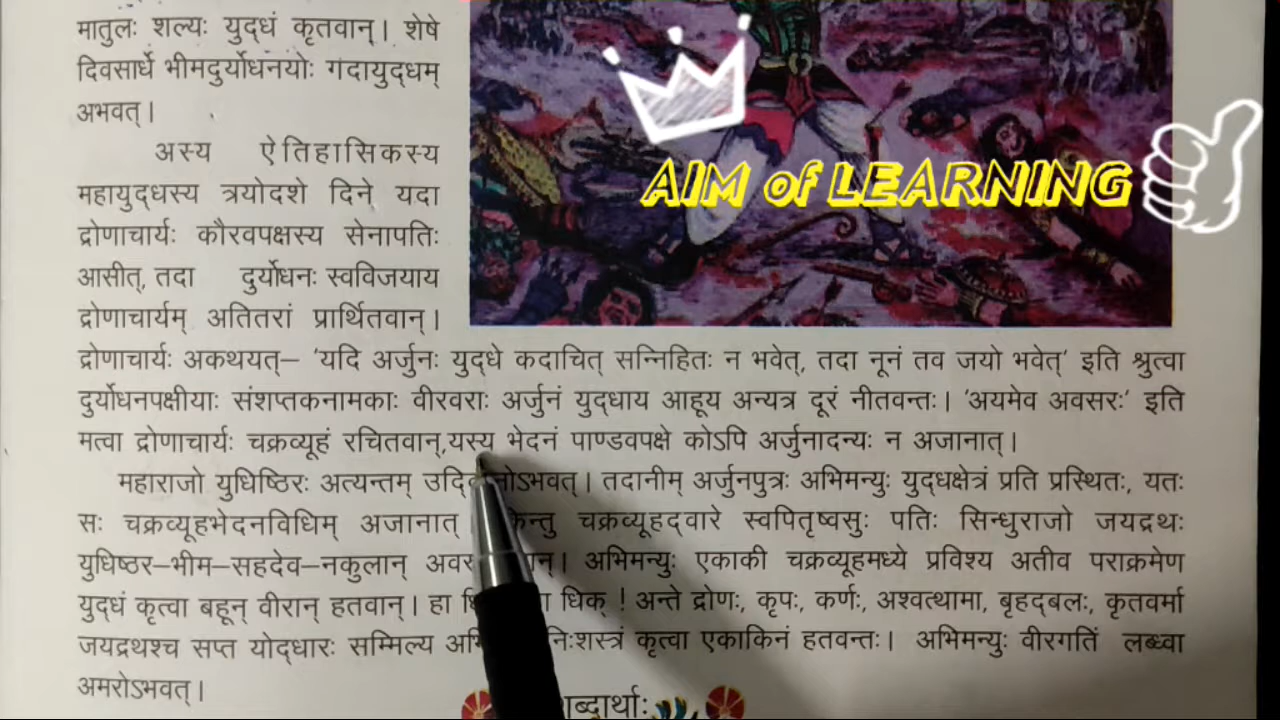 मातुलः शल्यः युद्धं कृतवान्। शेषे
दिवसार्धे भीमदुर्योधनयोः गदायुद्धम्
अभवत्।
अस्य ऐतिहासिकस्य
महायुद्धस्य त्रयोदशे दिने यदा
द्रोणाचार्यः कौरवपक्षस्य सेनापतिः
आसीत्, तदा दुर्योधनः स्वविजयाय
द्रोणाचार्यम् अतितरां प्रार्थितवान्।
AIM of LEARNING
द्रोणाचार्यः अकथयत्– 'यदि अर्जुनः युद्धे कदाचित् सन्निहितः न भवेत्, तदा नूनं तव जयो भवेत्' इति श्रुत्वा
दुर्योधनपक्षीयाः संशप्तकनामकाः वीरवराः अर्जुनं युद्धाय आहूय अन्यत्र दूरं नीतवन्तः। 'अयमेव अवसरः' इति
मत्वा द्रोणाचार्यः चक्रव्यूहं रचितवान्,यस्य भेदनं पाण्डवपक्षे कोऽपि अर्जुनादन्यः न अजानात्।
महाराजो युधिष्ठिरः अत्यन्तम् तदानीम् अर्जुनपुत्रः अभिमन्युः युद्धक्षेत्रं प्रति प्रस्थितः, यतः
सः चक्रव्यूहभेदनविधिम् अजानात् चक्रव्यूहद्वारे स्वपितृष्वसुः पतिः सिन्धुराजो जयद्रथः
युधिष्ठर–भीम–सहदेव–नकुलान् अभिमन्युः एकाकी चक्रव्यूहमध्ये प्रविश्य अतीव पराक्रमेण
युद्धं कृत्वा बहून् वीरान् हतवान्। हा धिक् ! अन्ते द्रोणः, कृपः, कर्णः, अश्वत्थामा, बृहद्बलः, कृतवर्मा
जयद्रथश्च सप्त योद्धारः सम्मिल्य कृत्वा एकाकिनं हतवन्तः। अभिमन्युः वीरगतिं लब्ध्वा
अमरोऽभवत्।